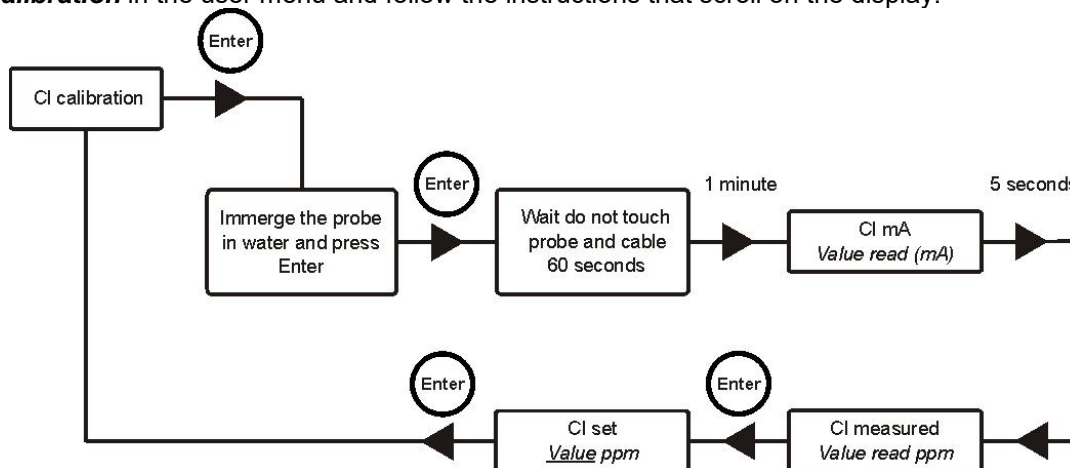 alibration in the user menu and follow the instructions that scroll on the display.
Enter
Cl calibration
Enter
1 minute
5 seconds
Immerge the probe
in water and press
Enter
Wait do not touch
probe and cable
60 seconds
Cl mA
Value read (mA)
Enter
Enter
Cl set
Value ppm
Cl measured
Value read ppm